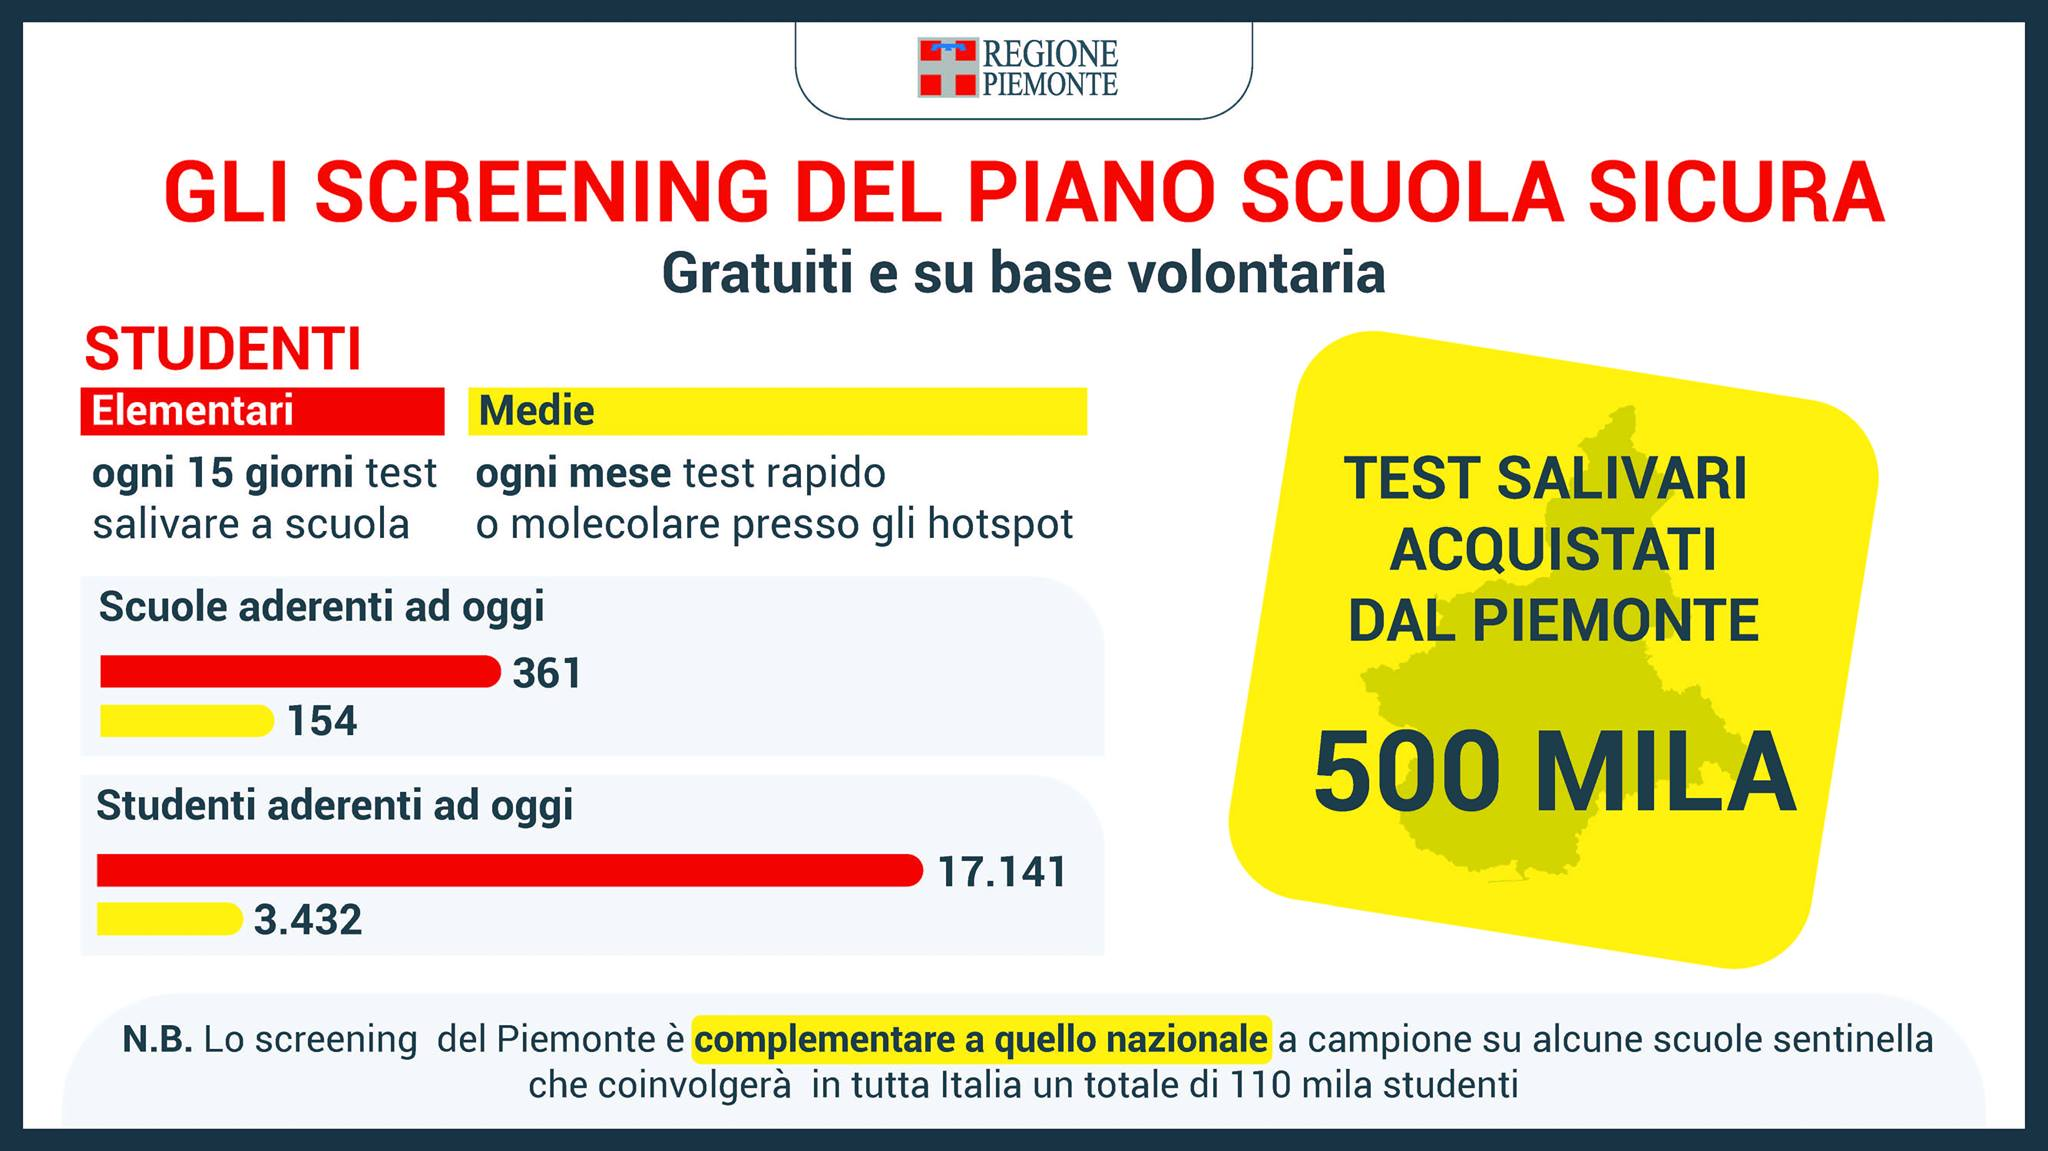 REGIONE
PIEMONTE
GLI SCREENING DEL PIANO SCUOLA SICURA
Gratuiti e su base volontaria
STUDENTI
Elementari
ogni 15 giorni test
salivare a scuola
Medie
ogni mese test rapido
o molecolare presso gli hotspot
Scuole aderenti ad oggi
361
154
Studenti aderenti ad oggi
17.141
3.432
TEST SALIVARI
ACQUISTATI
DAL PIEMONTE
500 MILA
N.B. Lo screening del Piemonte è complementare a quello nazionale a campione su alcune scuole sentinella
che coinvolgerà in tutta Italia un totale di 110 mila studenti